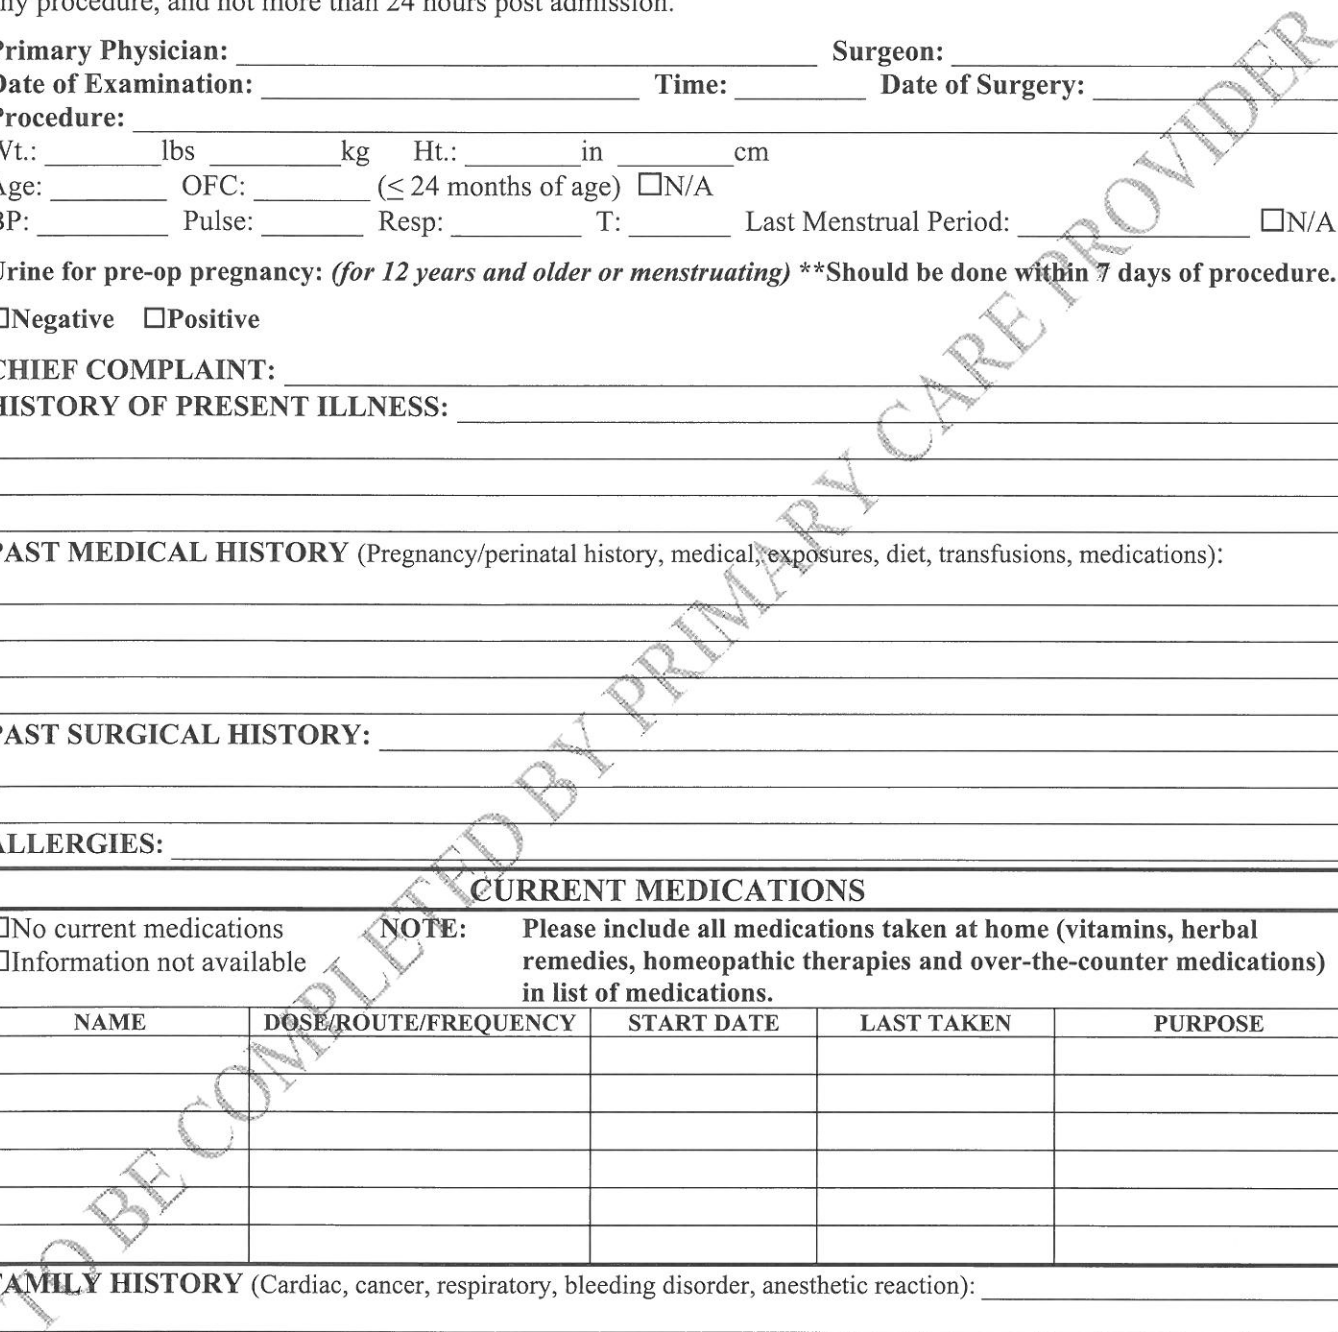 procedure, and not more than 24 hours post admission.
Primary Physician: Surgeon:
Date of Examination: Time: Date of Surgery:
Procedure:
Wt.: lbs kg Ht.: in cm
Age: OFC: (≤ 24 months of age) ☐N/A
BP: Pulse: Resp: T: Last Menstrual Period: ☐N/A
Urine for pre-op pregnancy: (for 12 years and older or menstruating) **Should be done within 7 days of procedure.
☐Negative ☐Positive
CHIEF COMPLAINT:
HISTORY OF PRESENT ILLNESS:
PAST MEDICAL HISTORY (Pregnancy/perinatal history, medical, exposures, diet, transfusions, medications):
PAST SURGICAL HISTORY:
ALLERGIES:
CURRENT MEDICATIONS
☐No current medications NOTE: Please include all medications taken at home (vitamins, herbal
☐Information not available remedies, homeopathic therapies and over-the-counter medications)
in list of medications.
NAME DOSE/ROUTE/FREQUENCY START DATE LAST TAKEN PURPOSE
FAMILY HISTORY (Cardiac, cancer, respiratory, bleeding disorder, anesthetic reaction):
TO BE COMPLETED BY PRIMARY CARE PROVIDER